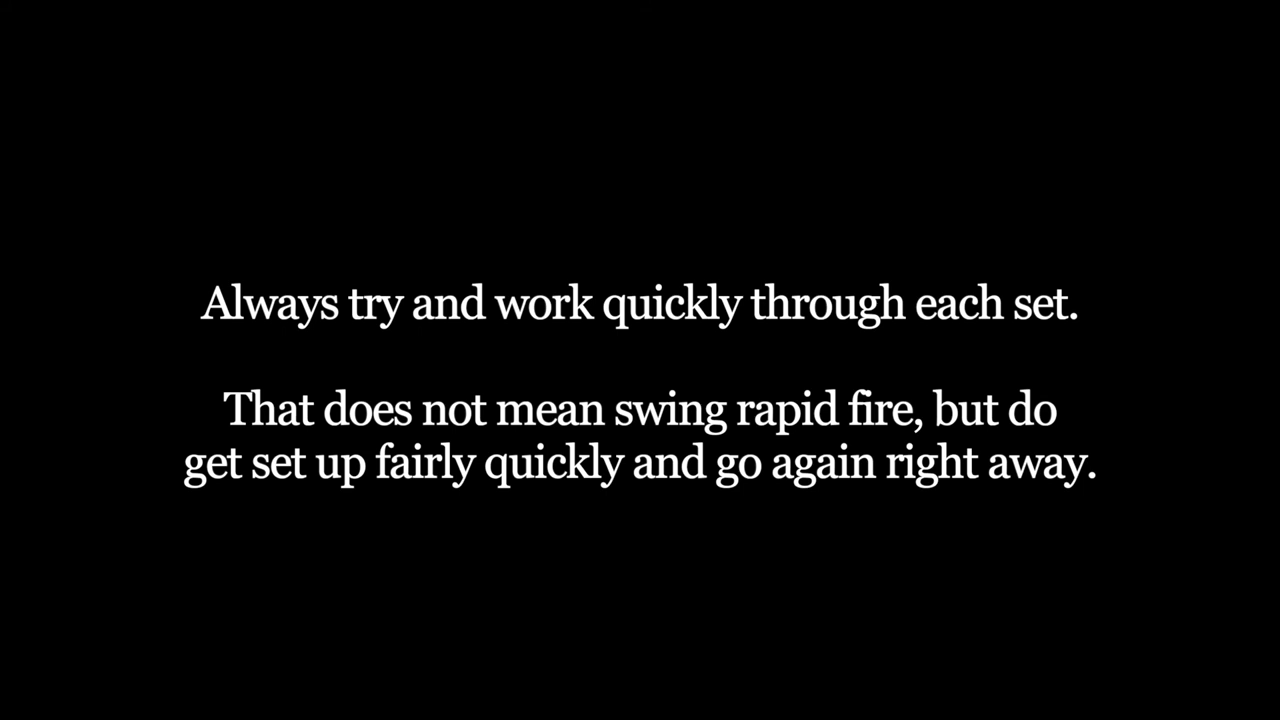 Always try and work quickly through each set.
That does not mean swing rapid fire, but do
get set up fairly quickly and go again right away.